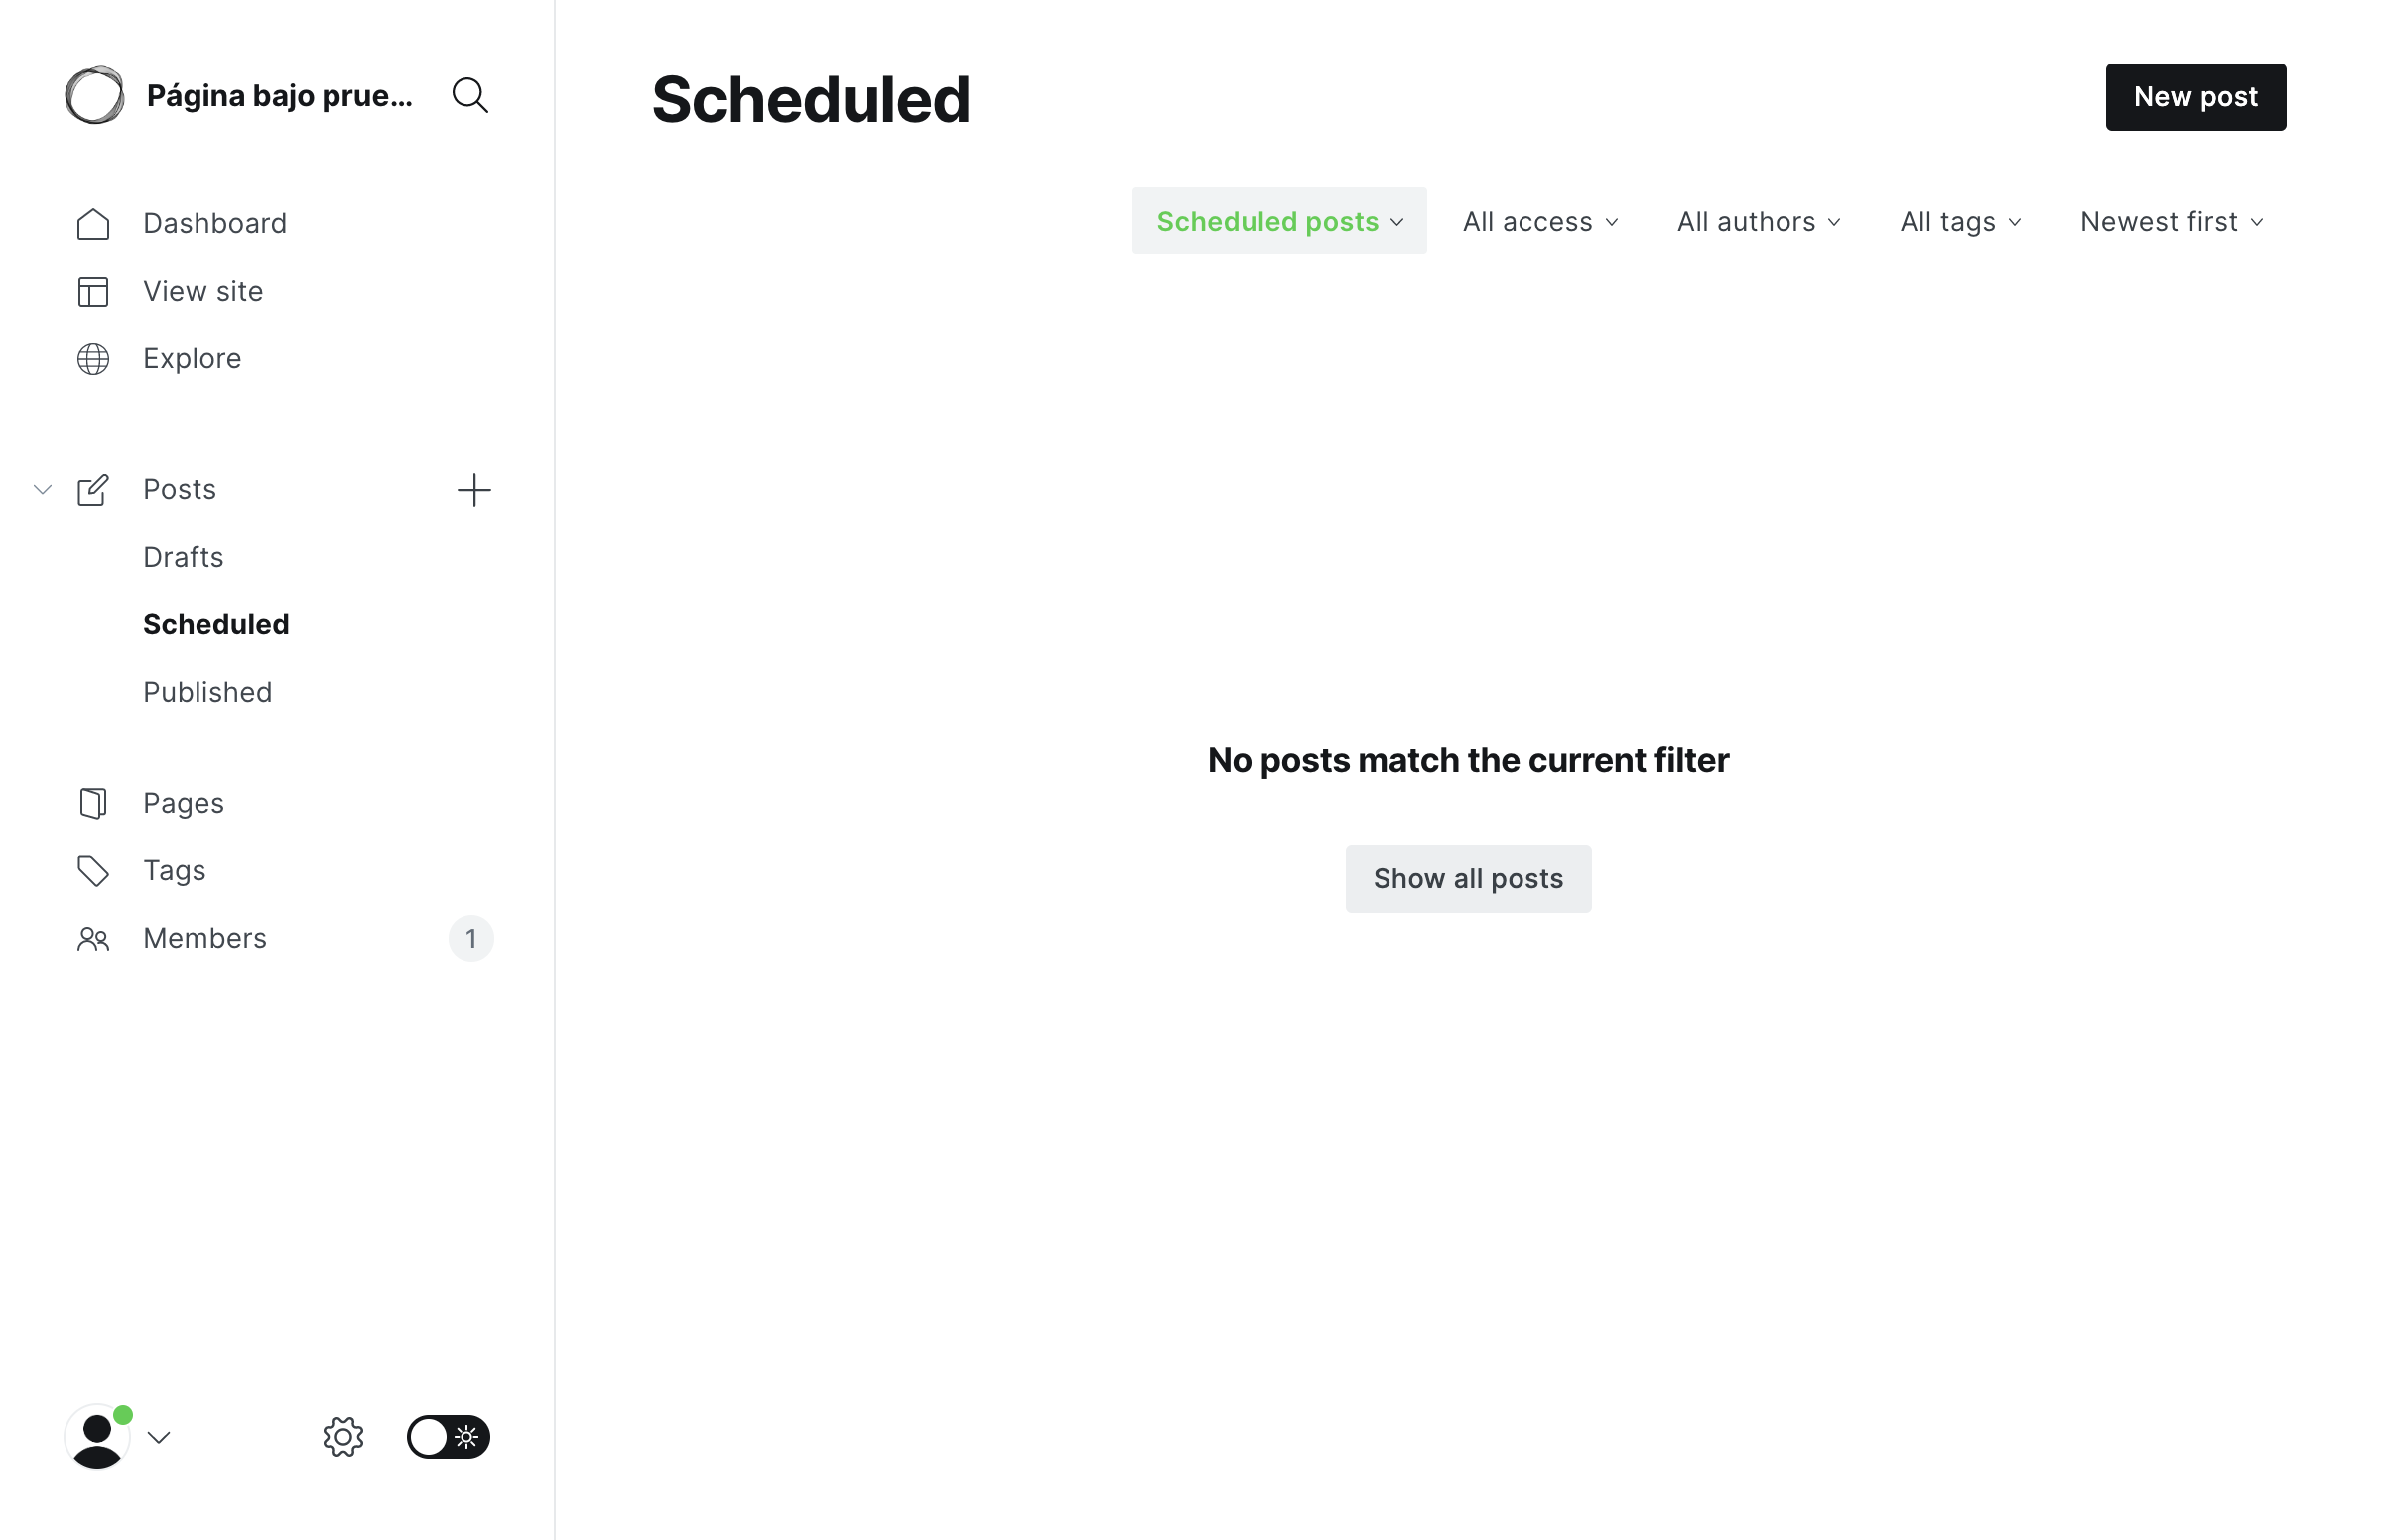 Página bajo prue...
Dashboard
View site
Explore
Posts
Drafts
Scheduled
Published
Pages
Tags
Members 1
Scheduled
New post
Scheduled posts All access All authors All tags Newest first
No posts match the current filter
Show all posts